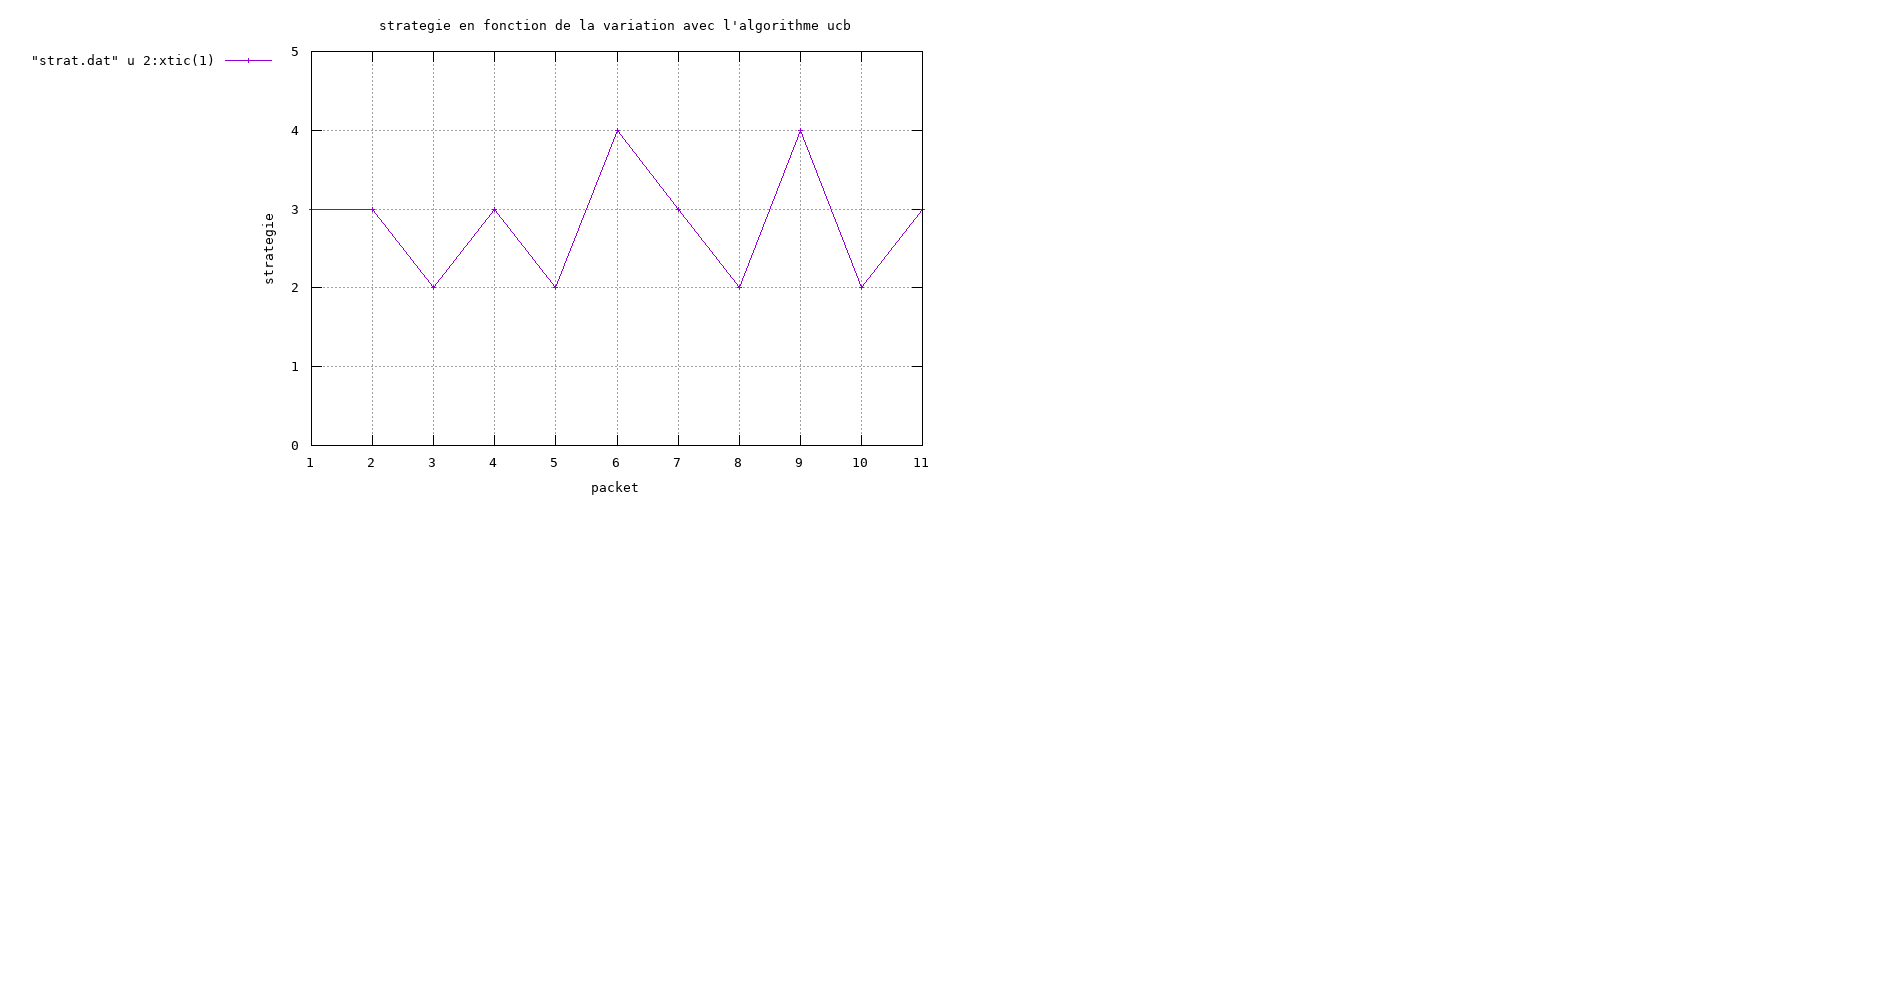 strategie en fonction de la variation avec l'algorithme ucb
"strat.dat" u 2:xtic(1)
5
4
3
2
1
0
strategie
1 2 3 4 5 6 7 8 9 10 11
packet